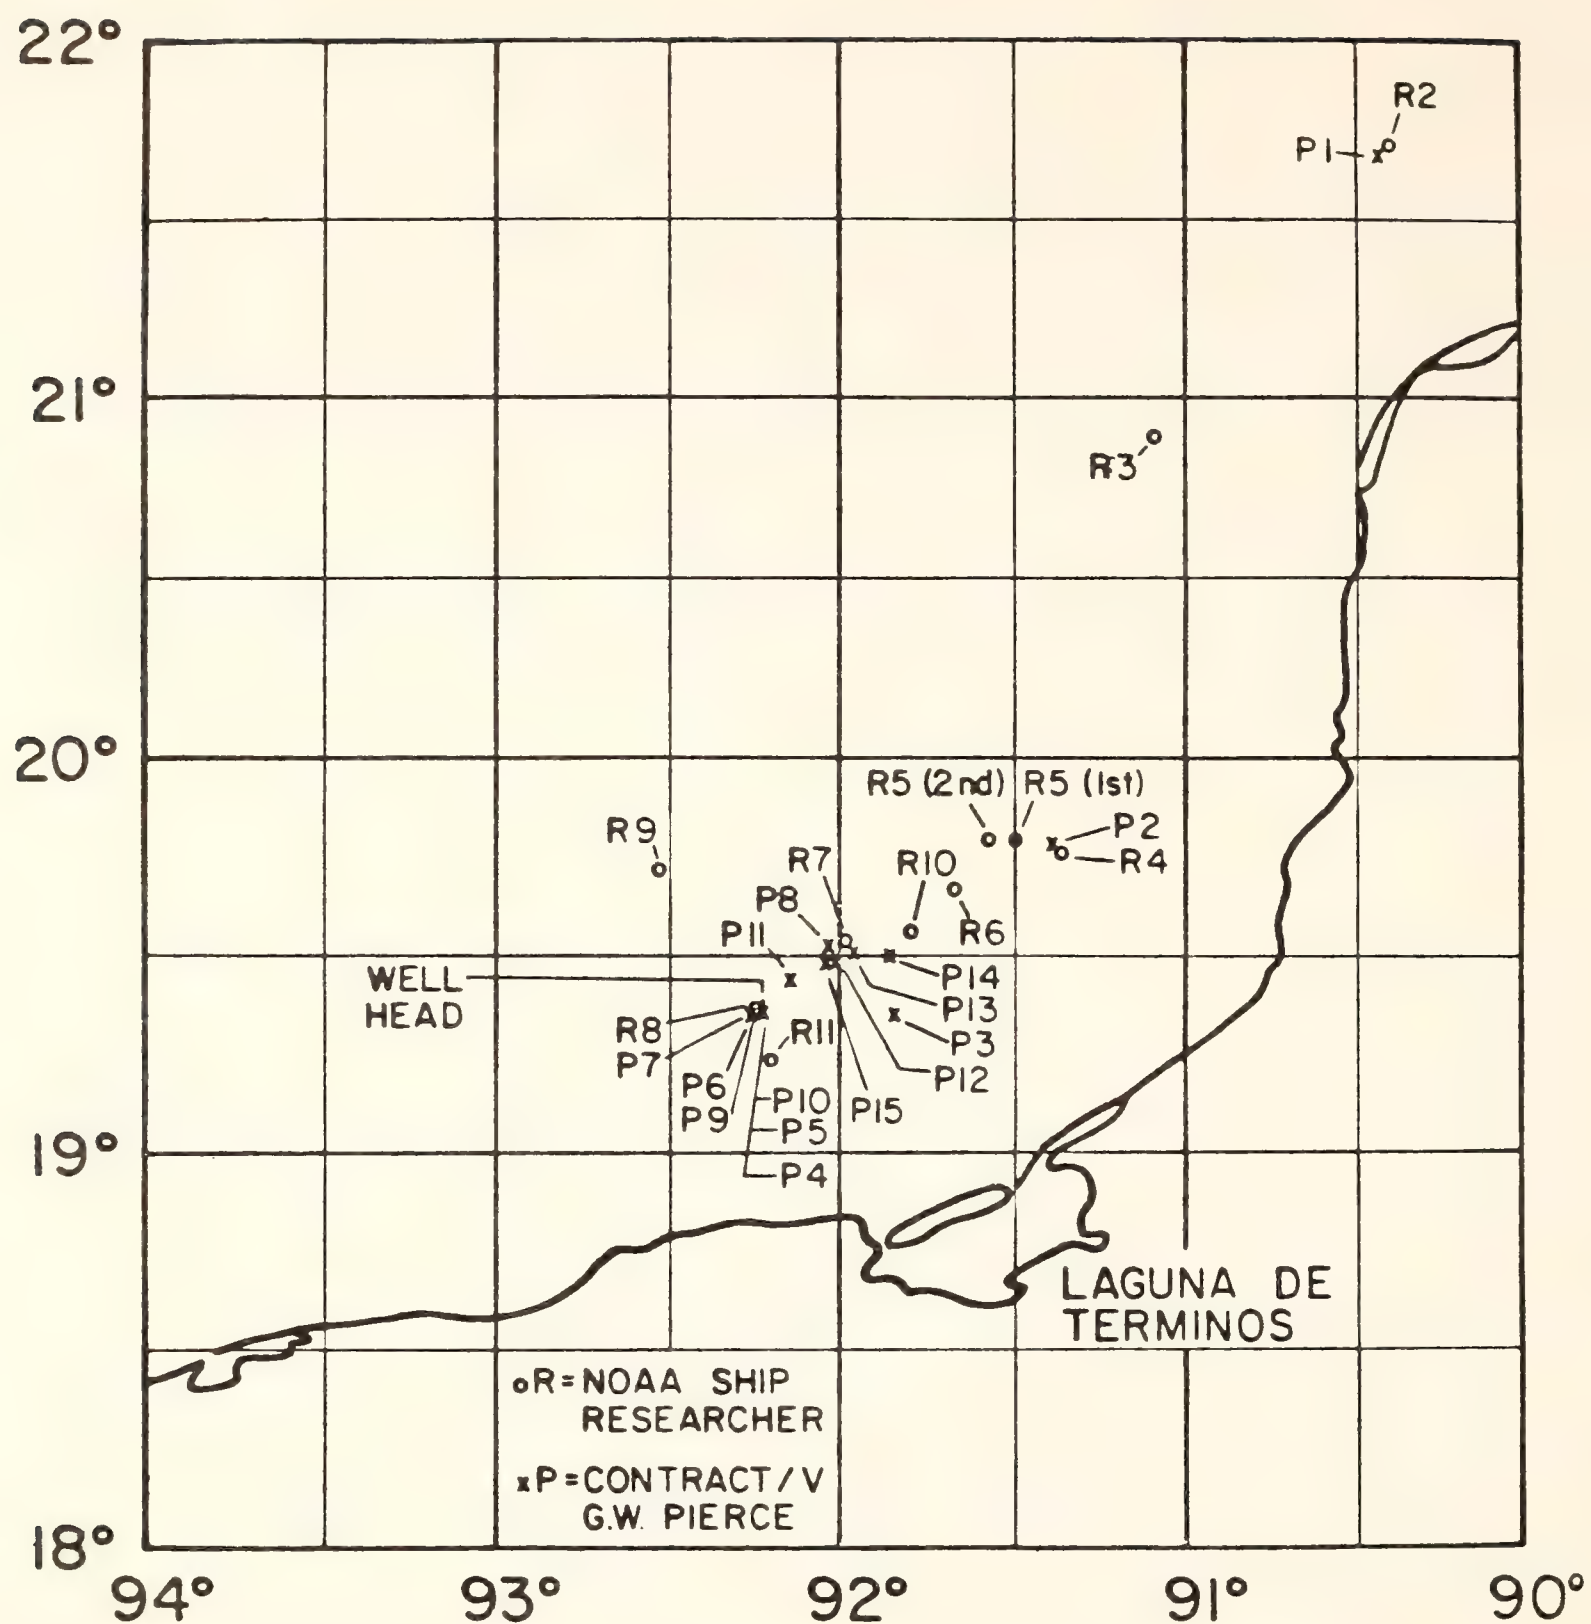 22°
R2
P1
21°
R3
20°
R5 (2nd) R5 (1st)
R9
P2
R7
R10
R4
P8
P11
R6
WELL
HEAD
P14
P13
R8
R11
P3
P7
P6
P12
P10
P15
P9
P5
19°
P4
LAGUNA DE
TERMINOS
oR=NOAA SHIP
RESEARCHER
xP=CONTRACT/V
G.W. PIERCE
18°
94° 93° 92° 91° 90°